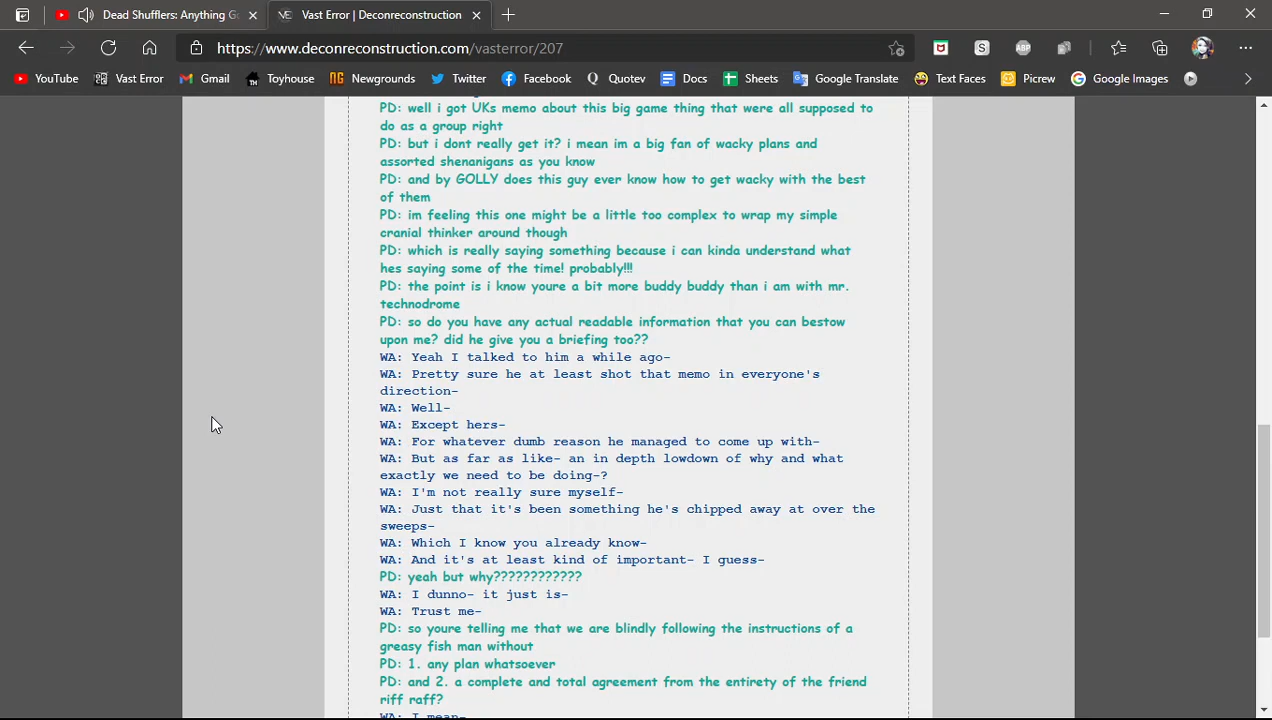 Dead Shufflers: Anything Go
VE
Vast Error | Deconreconstruction
https://www.deconreconstruction.com/vasterror/207
S
ABP
YouTube
Vast Error
Gmail
TH Toyhouse
NG Newgrounds
Twitter
Facebook
Q Quotev
Docs
Sheets
Google Translate
Text Faces
Picrew
Google Images
PD: well i got UKs memo about this big game thing that were all supposed to
do as a group right
PD: but i dont really get it? i mean im a big fan of wacky plans and
assorted shenanigans as you know
PD: and by GOLLY does this guy ever know how to get wacky with the best
of them
PD: im feeling this one might be a little too complex to wrap my simple
cranial thinker around though
PD: which is really saying something because i can kinda understand what
hes saying some of the time! probably!!!
PD: the point is i know youre a bit more buddy buddy than i am with mr.
technodrome
PD: so do you have any actual readable information that you can bestow
upon me? did he give you a briefing too??
WA: Yeah I talked to him a while ago-
WA: Pretty sure he at least shot that memo in everyone's
direction-
WA: Well-
WA: Except hers-
WA: For whatever dumb reason he managed to come up with-
WA: But as far as like- an in depth lowdown of why and what
exactly we need to be doing-?
WA: I'm not really sure myself-
WA: Just that it's been something he's chipped away at over the
sweeps-
WA: Which I know you already know-
WA: And it's at least kind of important- I guess-
PD: yeah but why????????????
WA: I dunno- it just is-
WA: Trust me-
PD: so youre telling me that we are blindly following the instructions of a
greasy fish man without
PD: 1. any plan whatsoever
PD: and 2. a complete and total agreement from the entirety of the friend
riff raff?
WA: I mean-